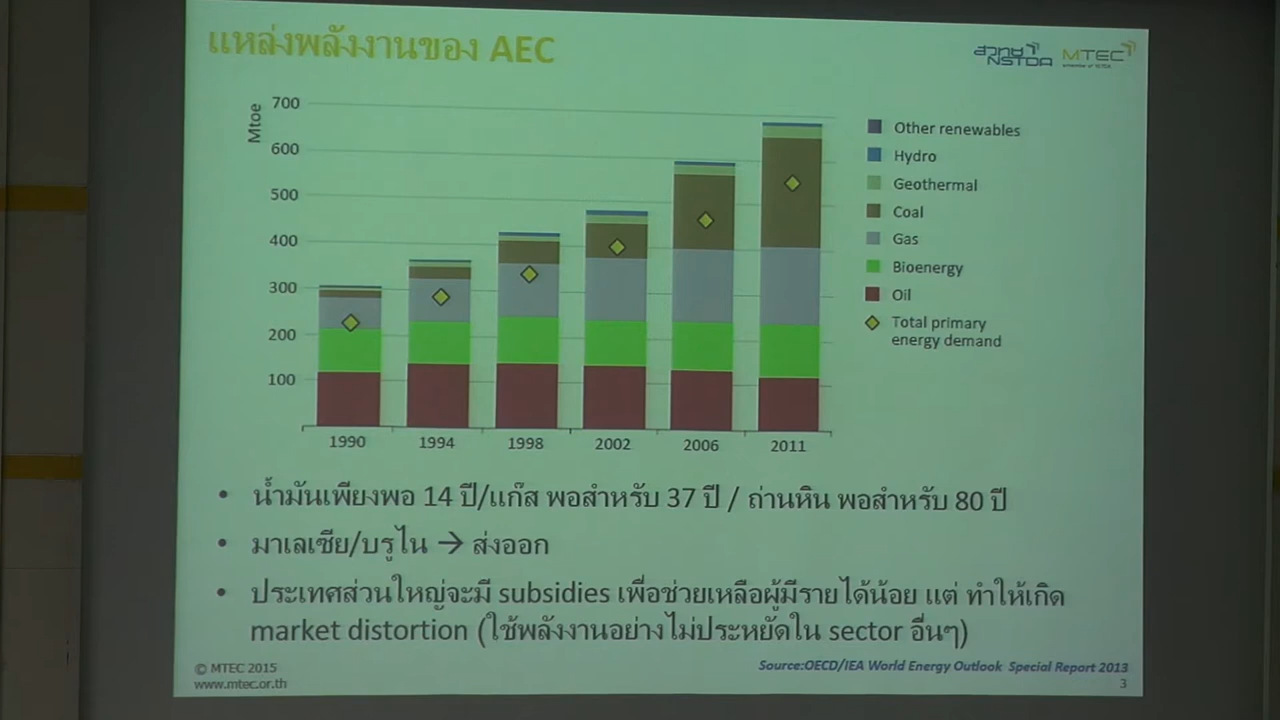 แหล่งพลังงานของ AEC
สวทช NSTDA
MTEC
Mtoe
700
600
500
400
300
200
100
1990 1994 1998 2002 2006 2011
Other renewables
Hydro
Geothermal
Coal
Gas
Bioenergy
Oil
Total primary
energy demand
• น้ำมันเพียงพอ 14 ปี/แก๊ส พอสำหรับ 37 ปี / ถ่านหิน พอสำหรับ 80 ปี
• มาเลเซีย/บรูไน → ส่งออก
• ประเทศส่วนใหญ่จะมี subsidies เพื่อช่วยเหลือผู้มีรายได้น้อย แต่ ทำให้เกิด
market distortion (ใช้พลังงานอย่างไม่ประหยัดใน sector อื่นๆ)
© MTEC 2015
www.mtec.or.th
Source:OECD/IEA World Energy Outlook Special Report 2013
3